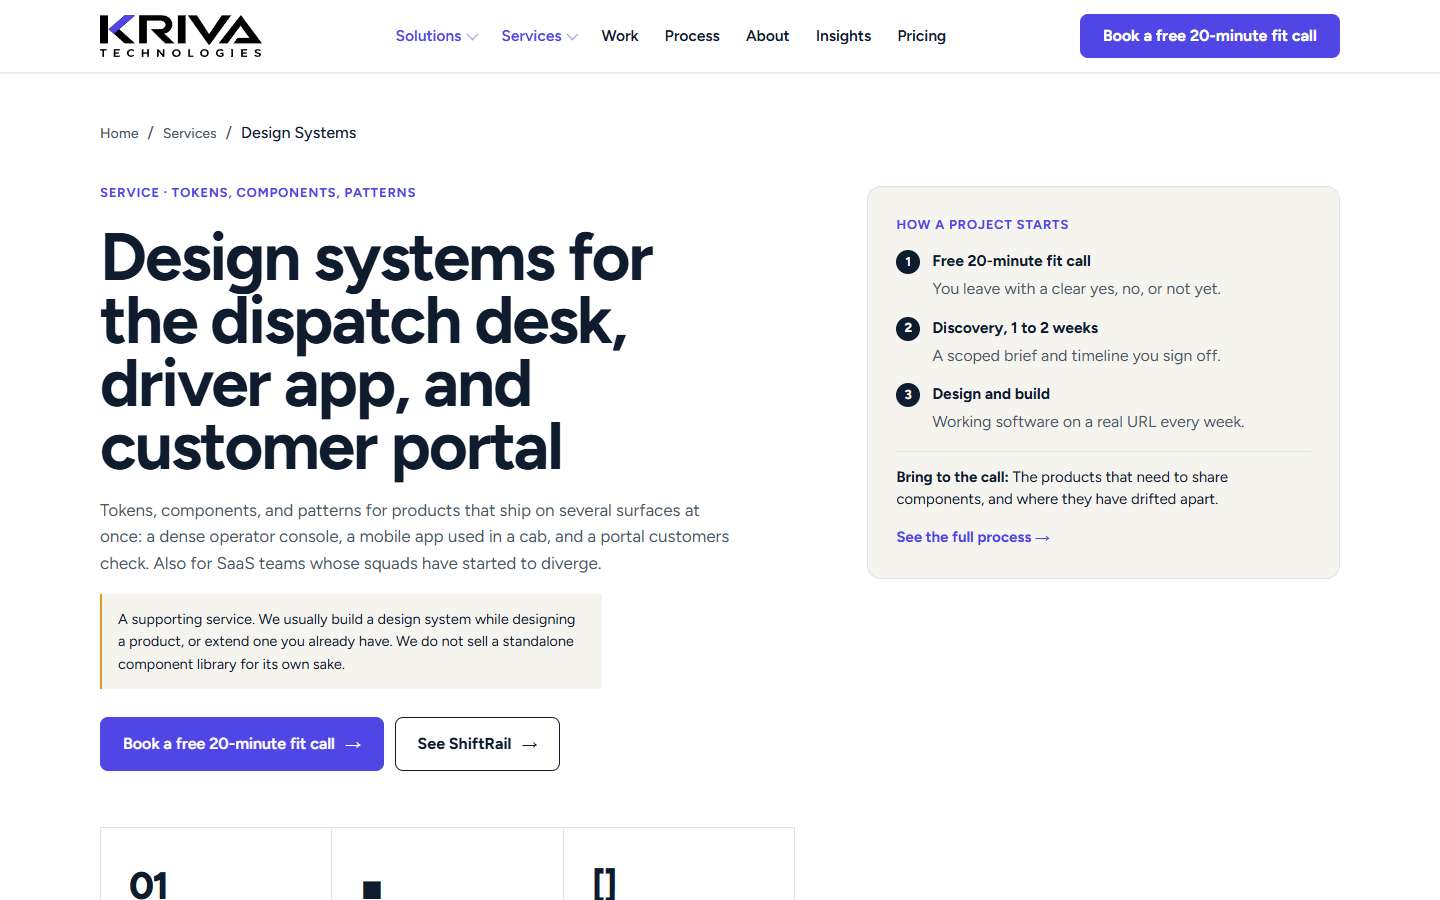 KRIVA
TECHNOLOGIES
Solutions
Services
Work
Process
About
Insights
Pricing
Book a free 20-minute fit call
Home / Services / Design Systems
SERVICE · TOKENS, COMPONENTS, PATTERNS
Design systems for
the dispatch desk,
driver app, and
customer portal
Tokens, components, and patterns for products that ship on several surfaces at
once: a dense operator console, a mobile app used in a cab, and a portal customers
check. Also for SaaS teams whose squads have started to diverge.
A supporting service. We usually build a design system while designing
a product, or extend one you already have. We do not sell a standalone
component library for its own sake.
Book a free 20-minute fit call →
See ShiftRail →
HOW A PROJECT STARTS
1 Free 20-minute fit call
You leave with a clear yes, no, or not yet.
2 Discovery, 1 to 2 weeks
A scoped brief and timeline you sign off.
3 Design and build
Working software on a real URL every week.
Bring to the call: The products that need to share
components, and where they have drifted apart.
See the full process →
01
■
[]